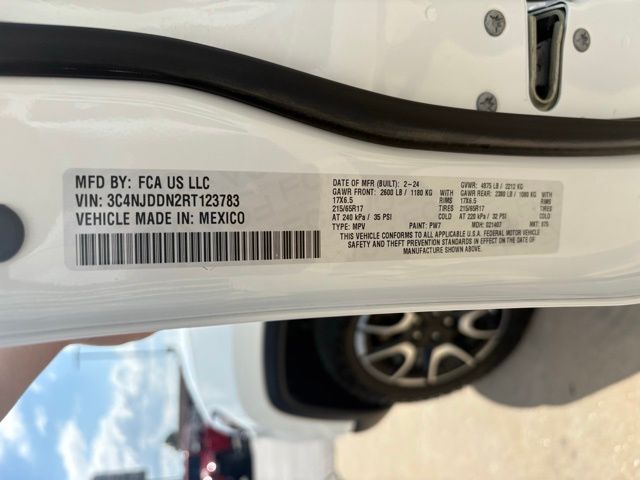 MFD BY: FCA US LLC
VIN: 3C4NJDDN2RT123783
VEHICLE MADE IN: MEXICO
DATE OF MFR (BUILT): 2-24 GVWR: 4875 LB / 2212 KG
GAWR FRONT: 2600 LB / 1180 KG WITH GAWR REAR: 2380 LB / 1080 KG WITH
17X6.5 RIMS 17X6.5 RIMS
215/65R17 TIRES 215/65R17 TIRES
AT 240 kPa / 35 PSI COLD AT 220 kPa / 32 PSI COLD
TYPE: MPV PAINT: PW7 MDH: 021407 MKT: 075
THIS VEHICLE CONFORMS TO ALL APPLICABLE U.S.A. FEDERAL MOTOR VEHICLE
SAFETY AND THEFT PREVENTION STANDARDS IN EFFECT ON THE DATE OF
MANUFACTURE SHOWN ABOVE.